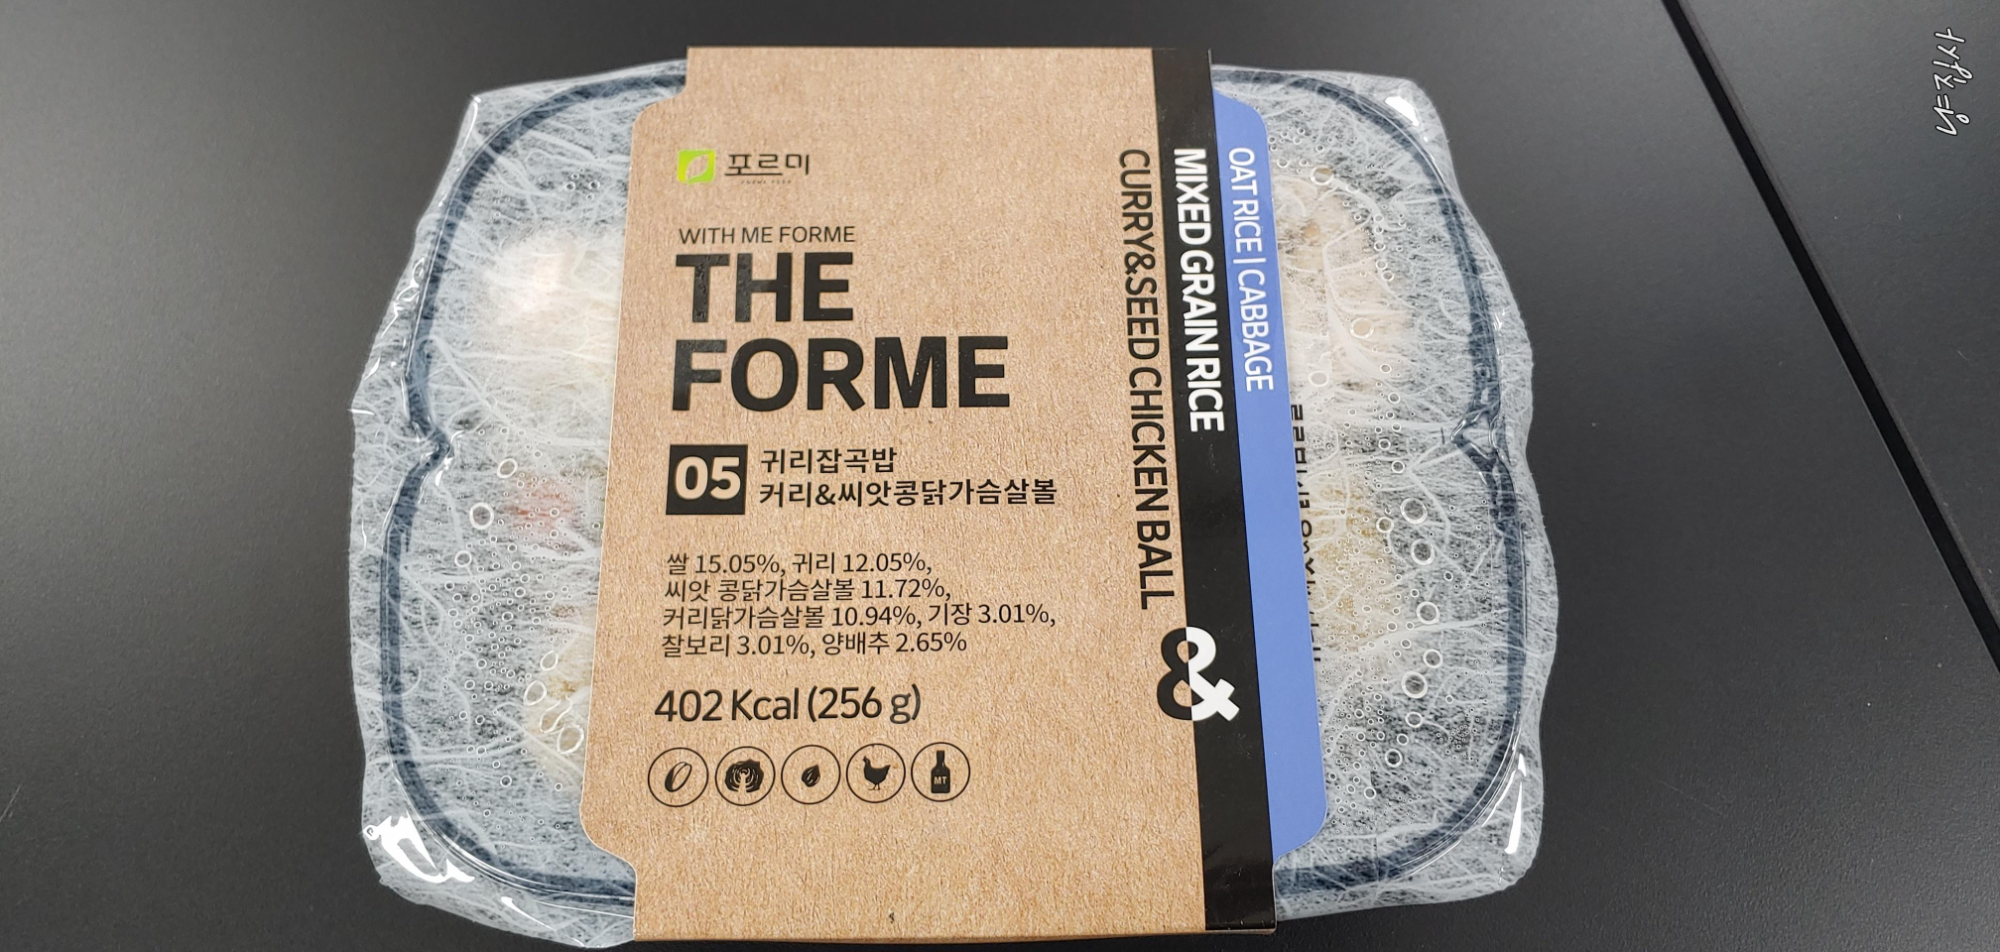 포르미
WITH ME FORME
THE
FORME
05
귀리잡곡밥
커리&씨앗콩닭가슴살볼
쌀 15.05%, 귀리 12.05%,
씨앗 콩닭가슴살볼 11.72%,
커리닭가슴살볼 10.94%, 기장 3.01%,
찰보리 3.01%, 양배추 2.65%
402 Kcal (256 g)
MT
OAT RICE | CABBAGE
MIXED GRAIN RICE
CURRY&SEED CHICKEN BALL
&